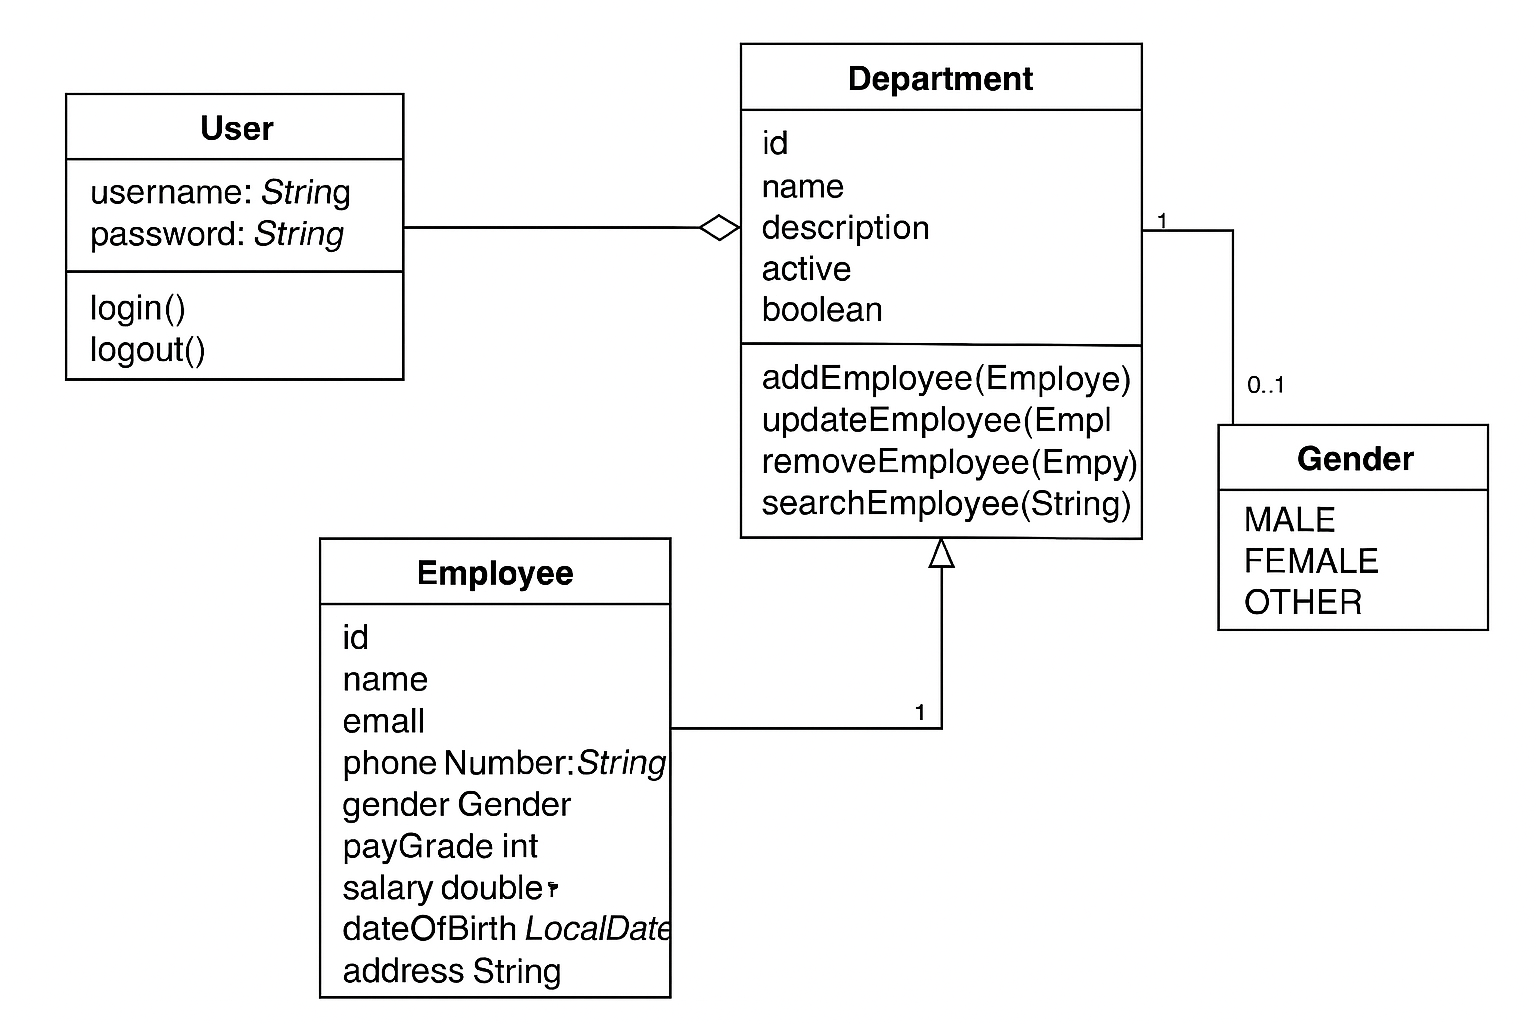 User
username: String
password: String
login()
logout()
Department
id
name
description
active
boolean
addEmployee(Employe)
updateEmployee(Empl
removeEmployee(Empy)
searchEmployee(String)
1
0..1
Gender
MALE
FEMALE
OTHER
Employee
id
name
emall
phone Number:String
gender Gender
payGrade int
salary double
dateOfBirth LocalDate
address String
1